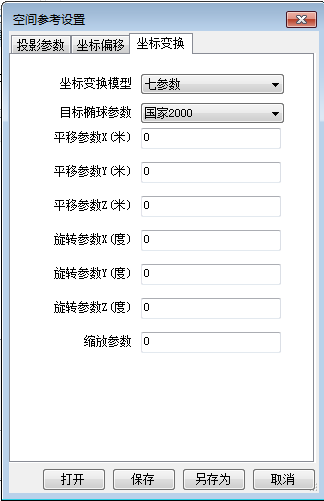 空间参考设置
投影参数 坐标偏移 坐标变换
坐标变换模型 七参数
目标椭球参数 国家2000
平移参数X(米) 0
平移参数Y(米) 0
平移参数Z(米) 0
旋转参数X(度) 0
旋转参数Y(度) 0
旋转参数Z(度) 0
缩放参数 0
打开 保存 另存为 取消